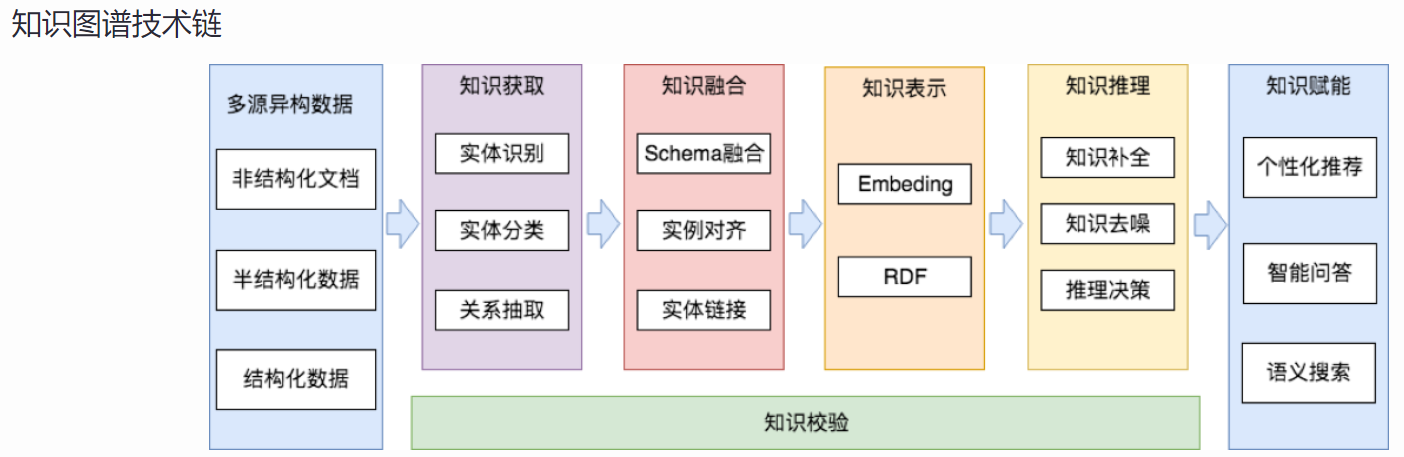 知识图谱技术链
多源异构数据
非结构化文档
半结构化数据
结构化数据
知识获取
实体识别
实体分类
关系抽取
知识融合
Schema融合
实例对齐
实体链接
知识表示
Embeding
RDF
知识推理
知识补全
知识去噪
推理决策
知识赋能
个性化推荐
智能问答
语义搜索
知识校验